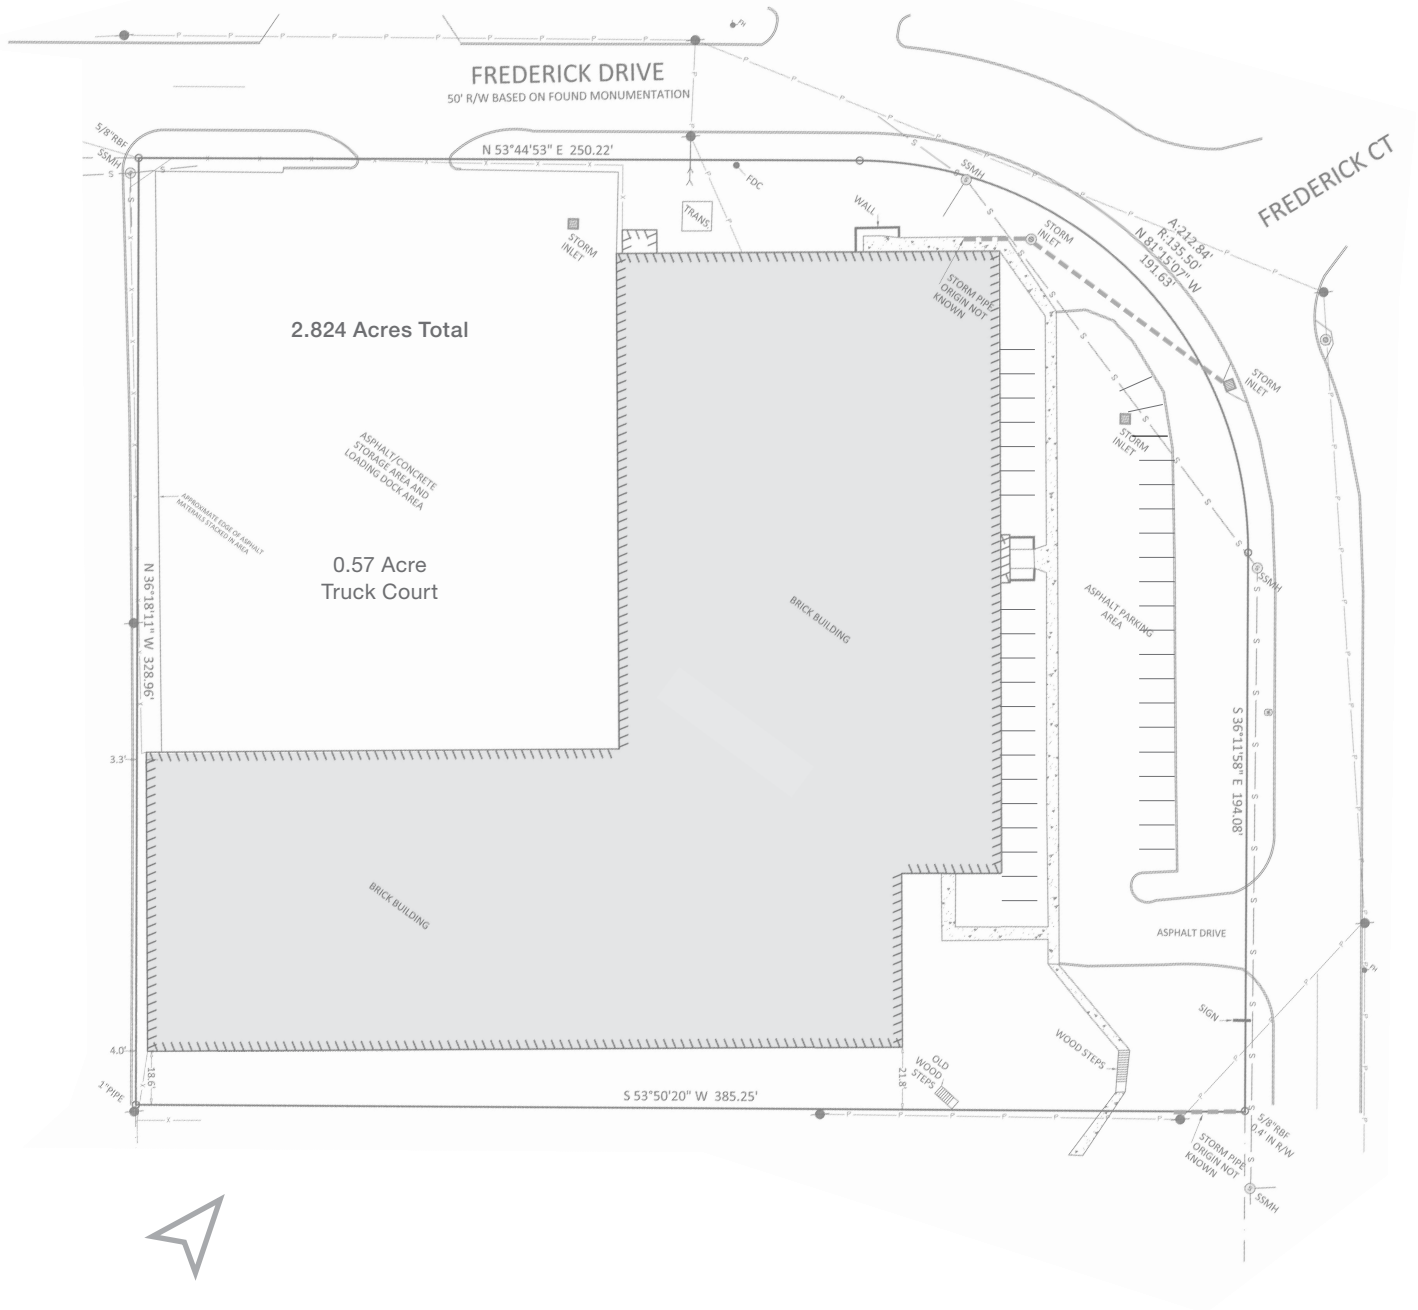 FH
FREDERICK DRIVE
50' R/W BASED ON FOUND MONUMENTATION
FREDERICK CT
5/8"RBF
SSMH
N 53°44'53" E 250.22'
FDC
SSMH
TRANS.
WALL
STORM
INLET
STORM
INLET
A:212.84'
R:135.50'
N 81°15'07" W
191.63'
STORM PIPE
ORIGIN NOT
KNOWN
2.824 Acres Total
STORM
INLET
STORM
INLET
ASPHALT/CONCRETE
STORAGE AREA AND
LOADING DOCK AREA
APPROXIMATE EDGE OF ASPHALT
MATERAILS STACKED IN AREA
0.57 Acre
Truck Court
N 36°18'11" W 328.96'
BRICK BUILDING
SSMH
ASPHALT PARKING
AREA
S 36°11'58" E 194.08'
3.3'
BRICK BUILDING
ASPHALT DRIVE
FH
SIGN
4.0'
WOOD STEPS
OLD
WOOD
STEPS
18.6'
21.8'
1"PIPE
S 53°50'20" W 385.25'
5/8"RBF
0.4' IN R/W
STORM PIPE
ORIGIN NOT
KNOWN
SSMH